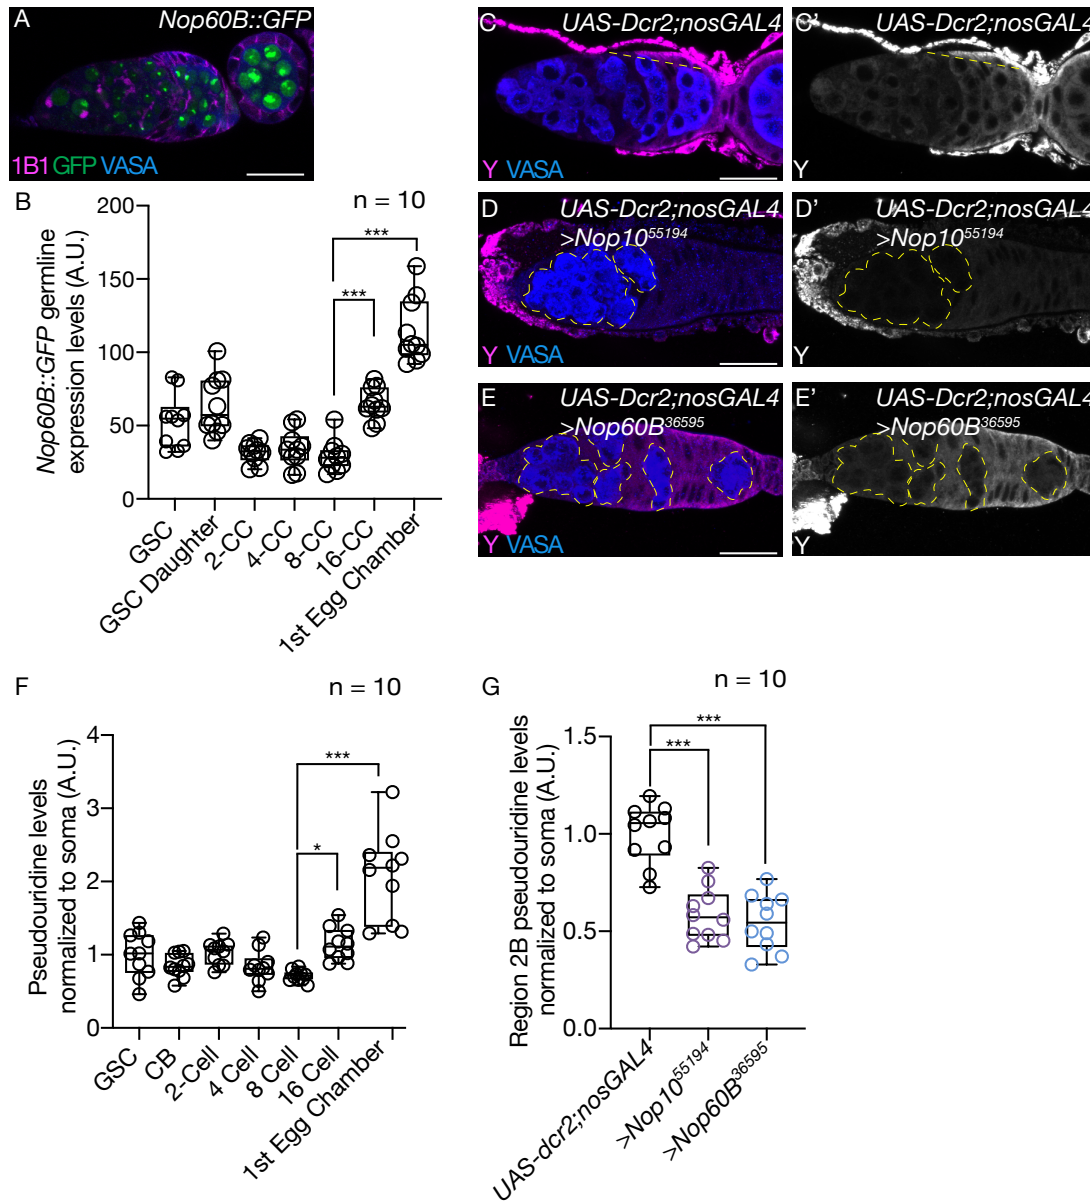 A
Nop60B::GFP
1B1 GFP VASA
B
n = 10
***
***
Nop60B::GFP germline
expression levels (A.U.)
200
150
100
50
0
GSC
GSC Daughter
2-CC
4-CC
8-CC
16-CC
1st Egg Chamber
C
UAS-Dcr2;nosGAL4
Y VASA
C'
UAS-Dcr2;nosGAL4
Y
D
UAS-Dcr2;nosGAL4
>Nop10^55194
Y VASA
D'
UAS-Dcr2;nosGAL4
>Nop10^55194
Y
E
UAS-Dcr2;nosGAL4
>Nop60B^36595
Y VASA
E'
UAS-Dcr2;nosGAL4
>Nop60B^36595
Y
F
n = 10
***
*
Pseudouridine levels
normalized to soma (A.U.)
4
3
2
1
0
GSC
CB
2-Cell
4 Cell
8 Cell
16 Cell
1st Egg Chamber
G
n = 10
***
***
Region 2B pseudouridine levels
normalized to soma (A.U.)
1.5
1.0
0.5
0.0
UAS-dcr2;nosGAL4
>Nop10^55194
>Nop60B^36595